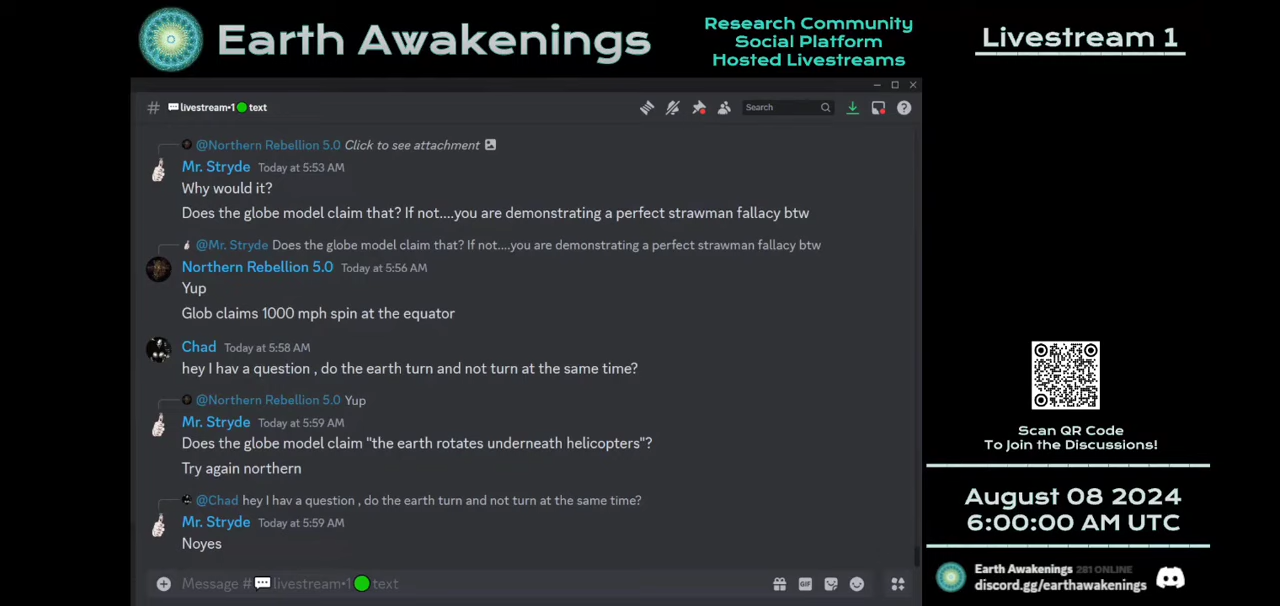 Earth Awakenings
Research Community
Social Platform
Hosted Livestreams
Livestream 1
# 💬livestream•1🟢text
Search
@Northern Rebellion 5.0 Click to see attachment
Mr. Stryde Today at 5:53 AM
Why would it?
Does the globe model claim that? If not....you are demonstrating a perfect strawman fallacy btw
@Mr. Stryde Does the globe model claim that? If not....you are demonstrating a perfect strawman fallacy btw
Northern Rebellion 5.0 Today at 5:56 AM
Yup
Glob claims 1000 mph spin at the equator
Chad Today at 5:58 AM
hey I hav a question , do the earth turn and not turn at the same time?
@Northern Rebellion 5.0 Yup
Mr. Stryde Today at 5:59 AM
Does the globe model claim "the earth rotates underneath helicopters"?
Try again northern
@Chad hey I hav a question , do the earth turn and not turn at the same time?
Mr. Stryde Today at 5:59 AM
Noyes
Message #💬livestream•1🟢text
GIF
Scan QR Code
To Join the Discussions!
August 08 2024
6:00:00 AM UTC
Earth Awakenings 281 ONLINE
discord.gg/earthawakenings